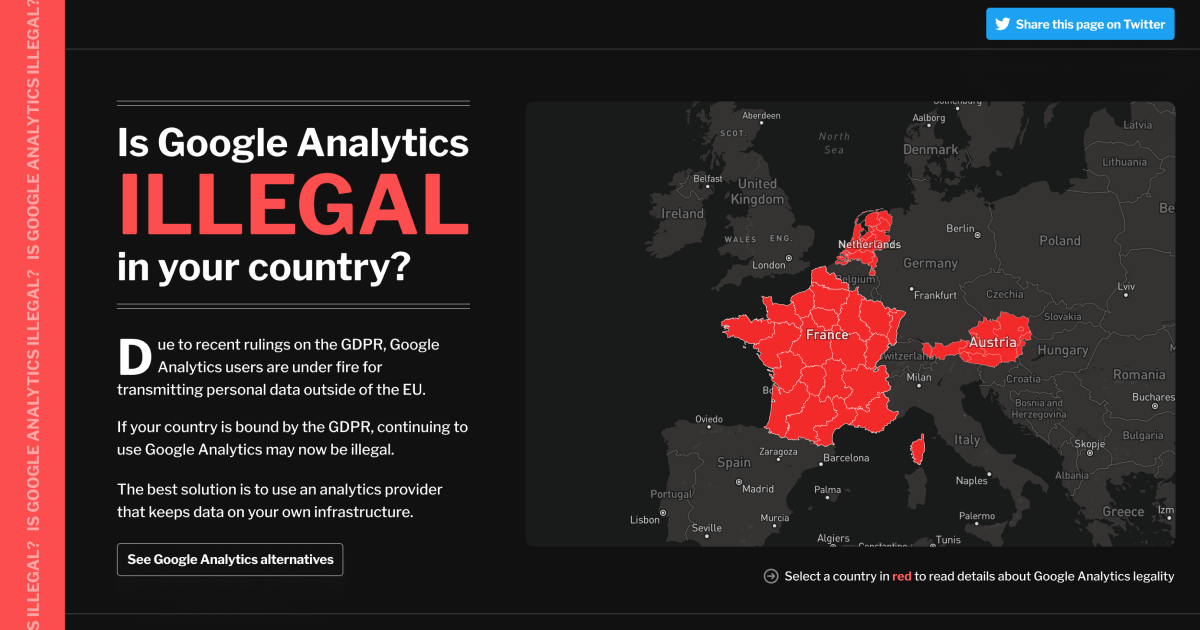 Share this page on Twitter
Is Google Analytics
ILLEGAL
in your country?
Due to recent rulings on the GDPR, Google
Analytics users are under fire for
transmitting personal data outside of the EU.
If your country is bound by the GDPR, continuing to
use Google Analytics may now be illegal.
The best solution is to use an analytics provider
that keeps data on your own infrastructure.
See Google Analytics alternatives
IS GOOGLE ANALYTICS ILLEGAL?
IS GOOGLE ANALYTICS ILLEGAL?
S ILLEGAL?
Aberdeen
SCOT.
North
Sea
Aalborg
Denmark
Latvia
Lithuania
Belfast
United
Kingdom
Ireland
Be
WALES
ENG.
Netherlands
Berlin
Poland
London
Germany
Belgium
Frankfurt
Czechia
Lviv
Slovakia
France
Austria
Hungary
Switzerland
Milan
Croatia
Romania
Bo
Bosnia and
Herzegovina
Buchares
Oviedo
Italy
Skopje
Bulgaria
Zaragoza
Barcelona
Spain
Albania
Madrid
Palma
Naples
Portugal
Lisbon
Murcia
Palermo
Greece
Izm
Seville
Algiers
Tunis
Select a country in red to read details about Google Analytics legality